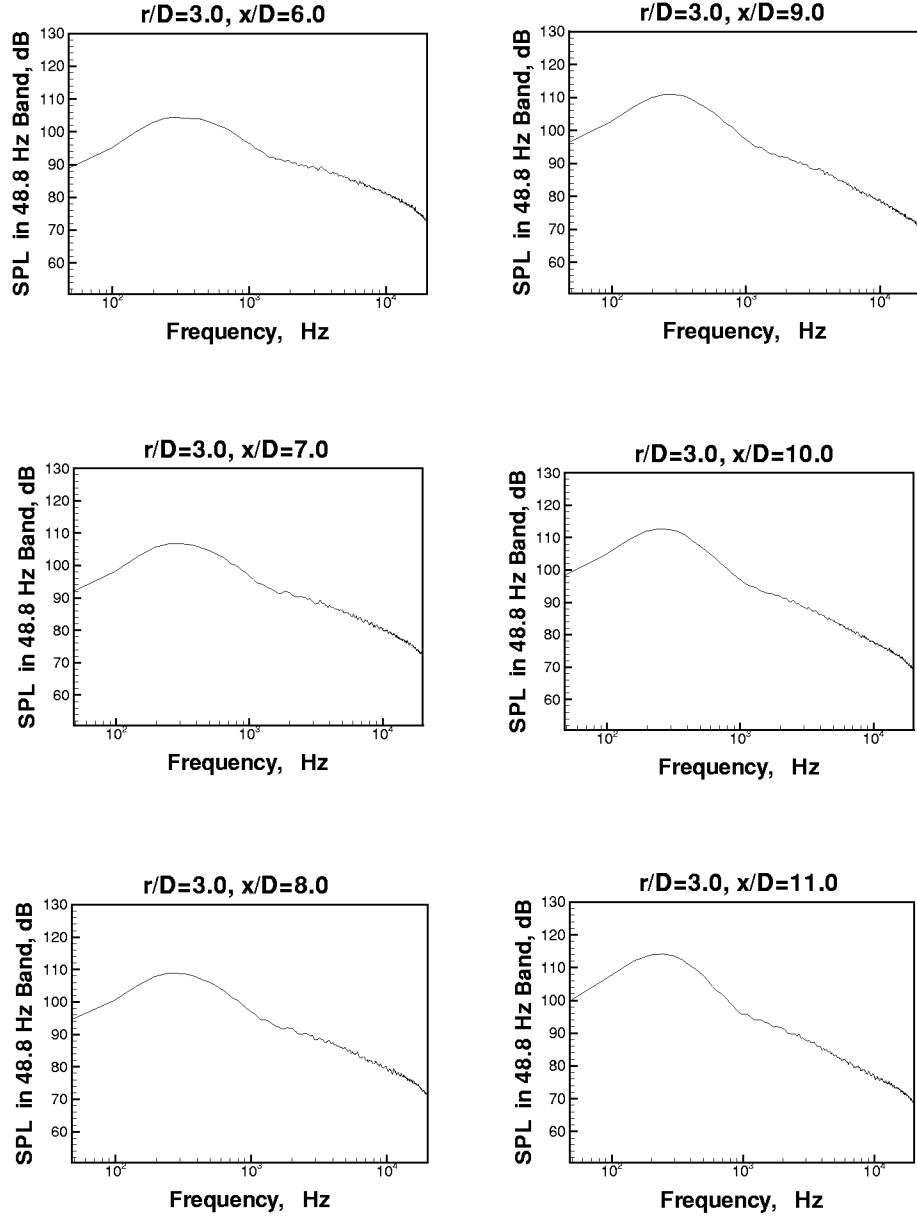 r/D=3.0, x/D=6.0
130
120
110
100
90
80
70
60
SPL in 48.8 Hz Band, dB
10² 10³ 10⁴
Frequency, Hz
r/D=3.0, x/D=9.0
130
120
110
100
90
80
70
60
SPL in 48.8 Hz Band, dB
10² 10³ 10⁴
Frequency, Hz
r/D=3.0, x/D=7.0
130
120
110
100
90
80
70
60
SPL in 48.8 Hz Band, dB
10² 10³ 10⁴
Frequency, Hz
r/D=3.0, x/D=10.0
130
120
110
100
90
80
70
60
SPL in 48.8 Hz Band, dB
10² 10³ 10⁴
Frequency, Hz
r/D=3.0, x/D=8.0
130
120
110
100
90
80
70
60
SPL in 48.8 Hz Band, dB
10² 10³ 10⁴
Frequency, Hz
r/D=3.0, x/D=11.0
130
120
110
100
90
80
70
60
SPL in 48.8 Hz Band, dB
10² 10³ 10⁴
Frequency, Hz